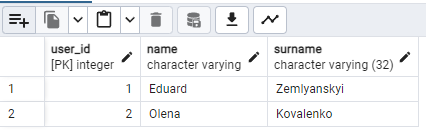 user_id name surname
[PK] integer character varying character varying (32)
1 1 Eduard Zemlyanskyi
2 2 Olena Kovalenko